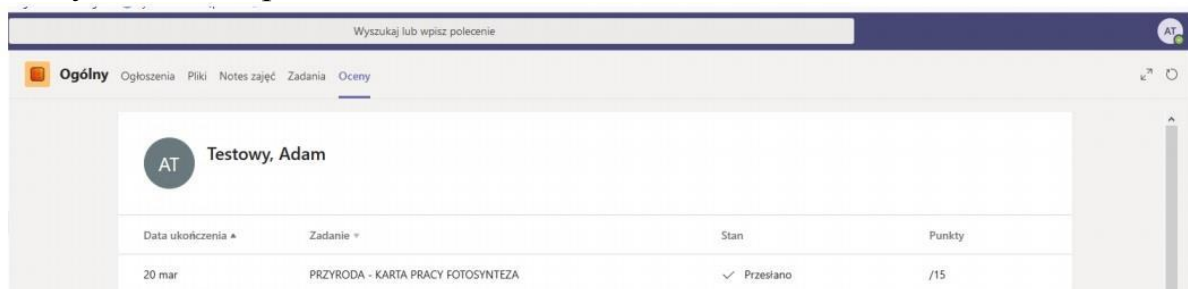 Wyszukaj lub wpisz polecenie
AT
Ogólny Ogłoszenia Pliki Notes zajęć Zadania Oceny
AT Testowy, Adam
Data ukończenia Zadanie Stan Punkty
20 mar PRZYRODA - KARTA PRACY FOTOSYNTEZA Przesłano /15